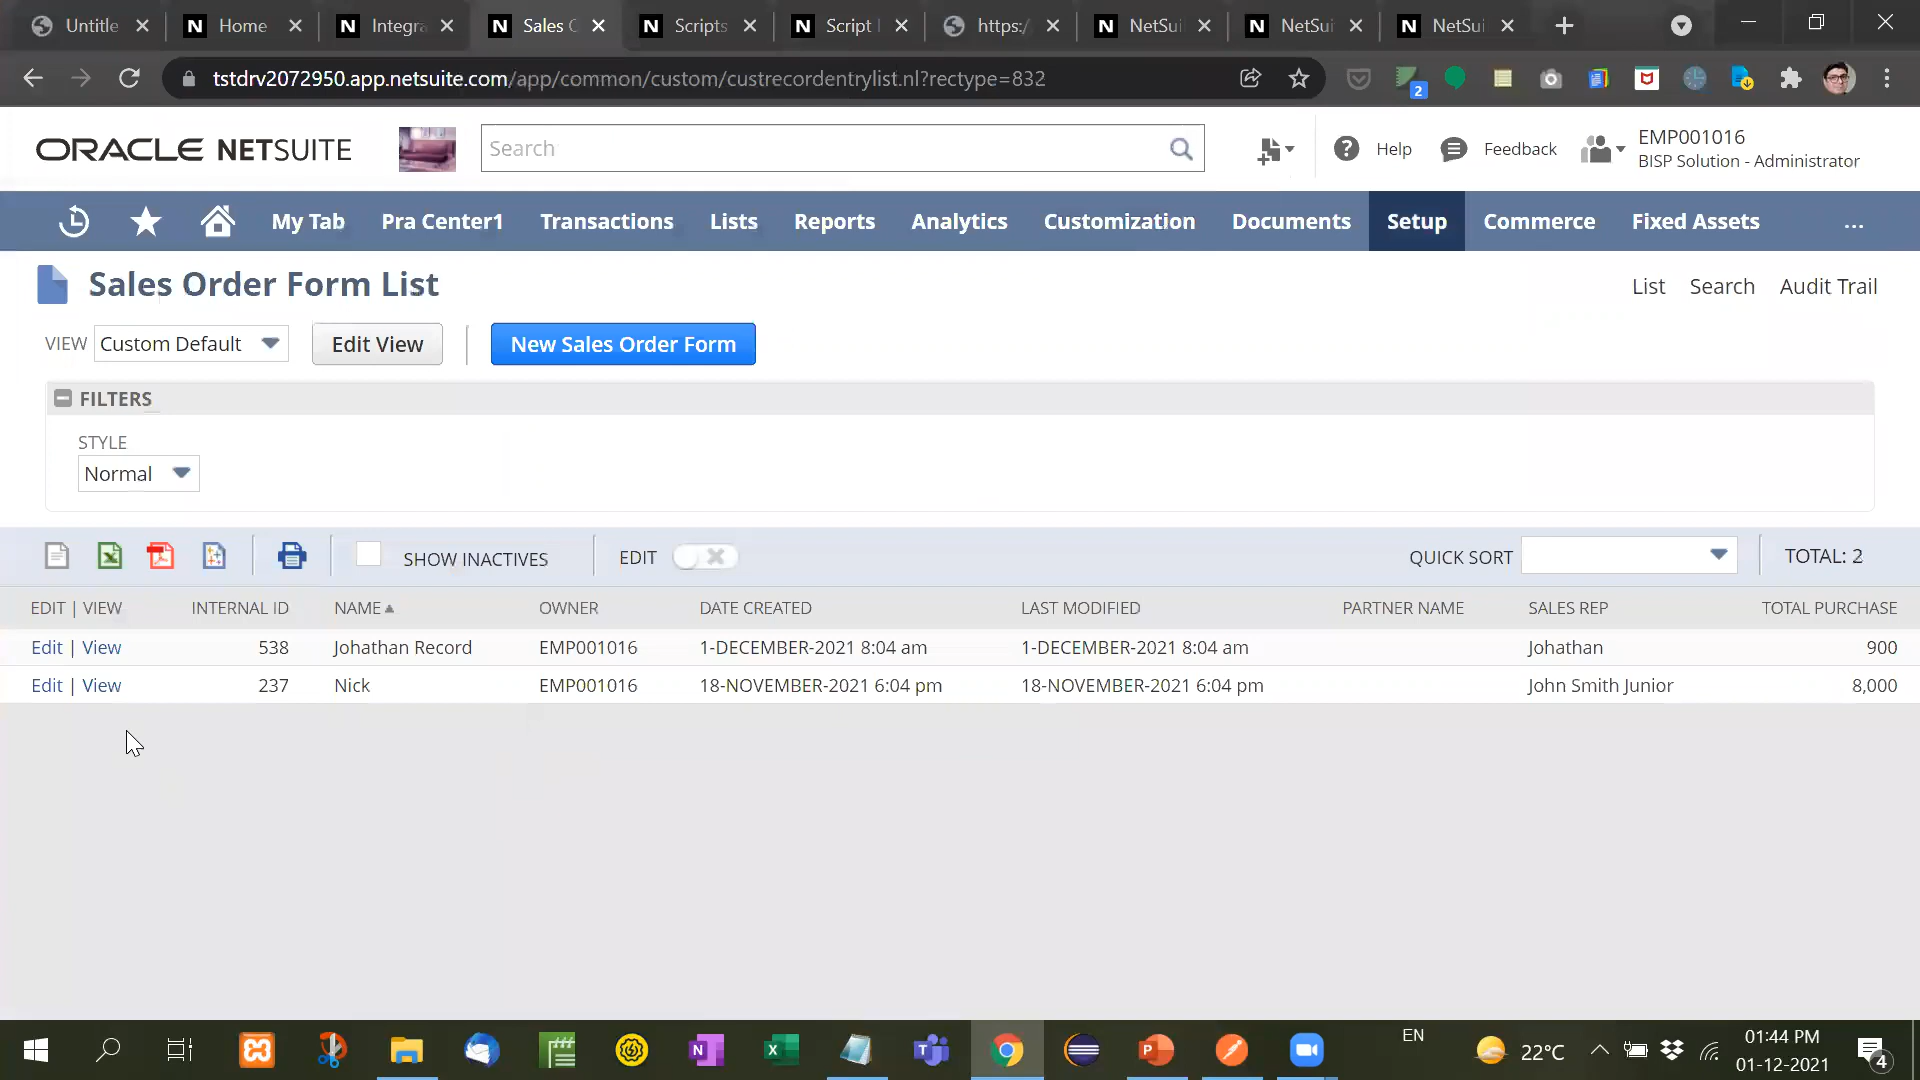 Untitle
Home
Integra
Sales O
Scripts
Script
https:/
NetSui
NetSui
NetSui
tstdrv2072950.app.netsuite.com/app/common/custom/custrecordentrylist.nl?rectype=832
2
ORACLE NETSUITE
Search
Help
Feedback
EMP001016
BISP Solution - Administrator
My Tab Pra Center1 Transactions Lists Reports Analytics Customization Documents Setup Commerce Fixed Assets ...
Sales Order Form List
List Search Audit Trail
VIEW Custom Default Edit View New Sales Order Form
FILTERS
STYLE
Normal
SHOW INACTIVES EDIT QUICK SORT TOTAL: 2
EDIT | VIEW INTERNAL ID NAME OWNER DATE CREATED LAST MODIFIED PARTNER NAME SALES REP TOTAL PURCHASE
Edit | View 538 Johathan Record EMP001016 1-DECEMBER-2021 8:04 am 1-DECEMBER-2021 8:04 am Johathan 900
Edit | View 237 Nick EMP001016 18-NOVEMBER-2021 6:04 pm 18-NOVEMBER-2021 6:04 pm John Smith Junior 8,000
EN
22°C
01:44 PM
01-12-2021
4